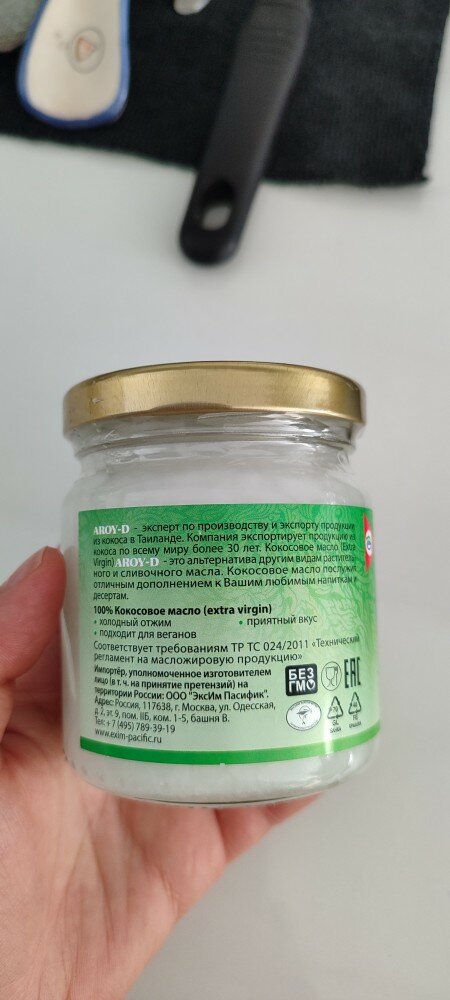 AROY-D - эксперт по производству и экспорту продукции
из кокоса в Таиланде. Компания экспортирует продукцию из
кокоса по всему миру более 30 лет. Кокосовое масло (Extra
Virgin) AROY-D - это альтернатива другим видам раститель-
ного и сливочного масла. Кокосовое масло послужит
отличным дополнением к Вашим любимым напиткам и
десертам.
100% Кокосовое масло (extra virgin)
• холодный отжим • приятный вкус
• подходит для веганов
Соответствует требованиям ТР ТС 024/2011 «Технический
регламент на масложировую продукцию»
Импортёр, уполномоченное изготовителем
лицо (в т. ч. на принятие претензий) на
территории России: ООО "ЭксИм Пасифик".
Адрес: Россия, 117638, г. Москва, ул. Одесская,
д. 2, эт. 9, пом. IIБ, ком. 1-5, башня В.
Тел.: +7 (495) 789-39-19
www.exim-pacific.ru
БЕЗ
ГМО
EAC
GL
БАНКА
FE
КРЫШКА